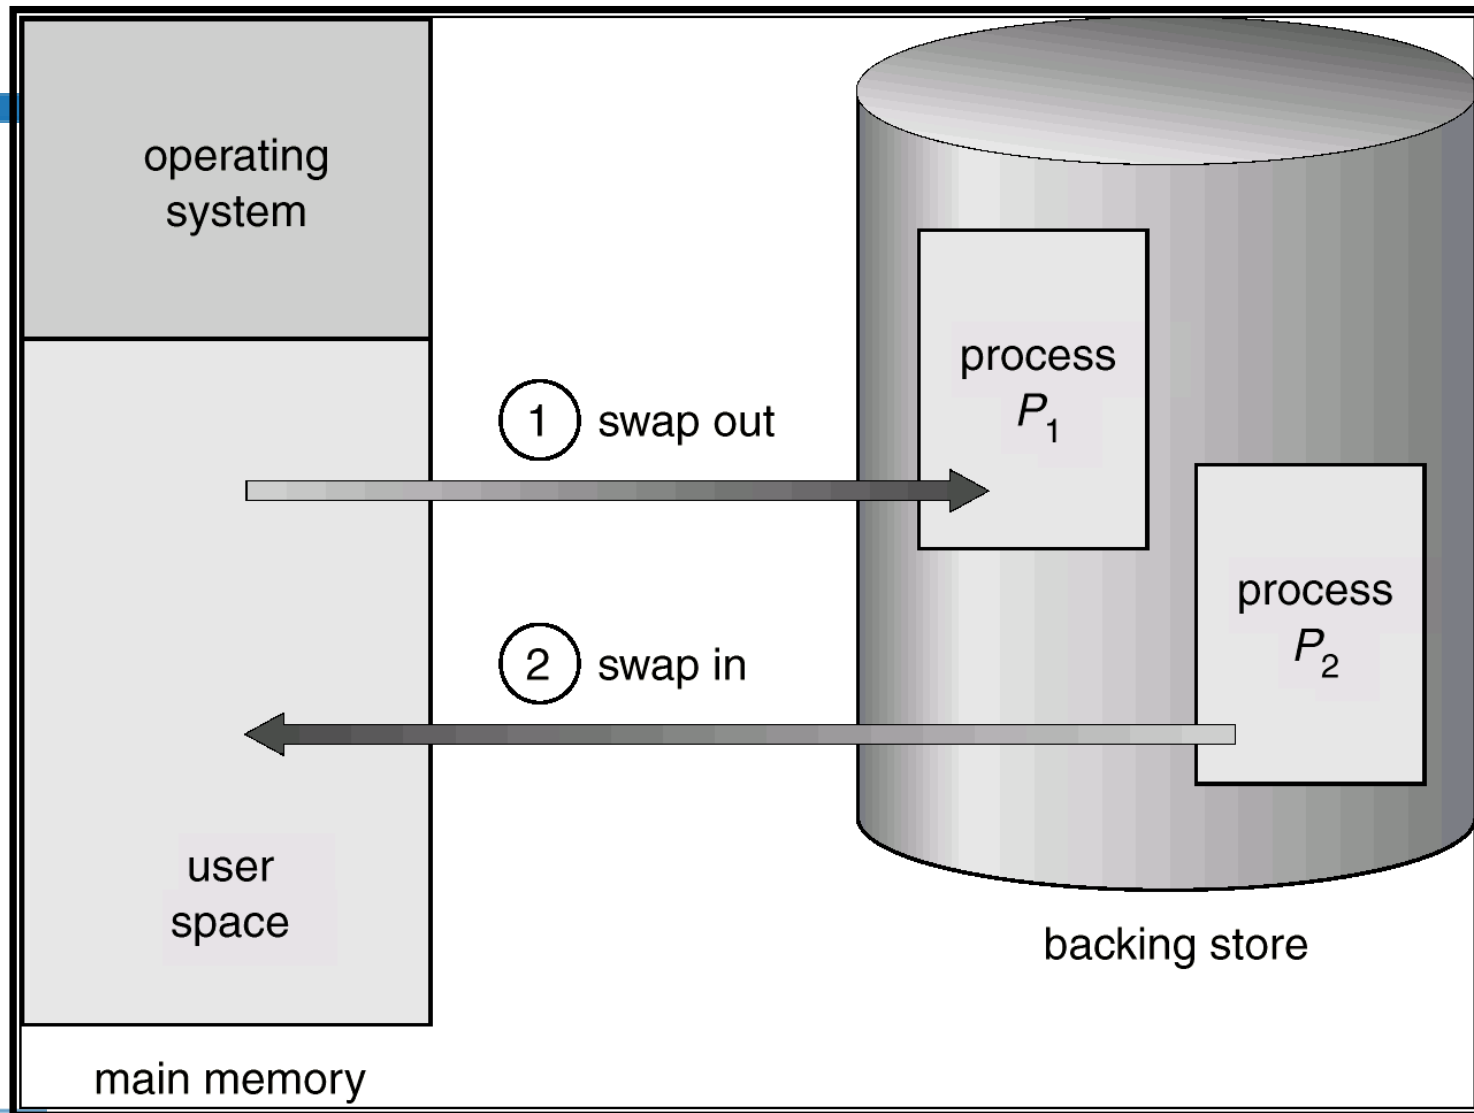 operating
system
1 swap out
process
P1
process
P2
2 swap in
user
space
backing store
main memory